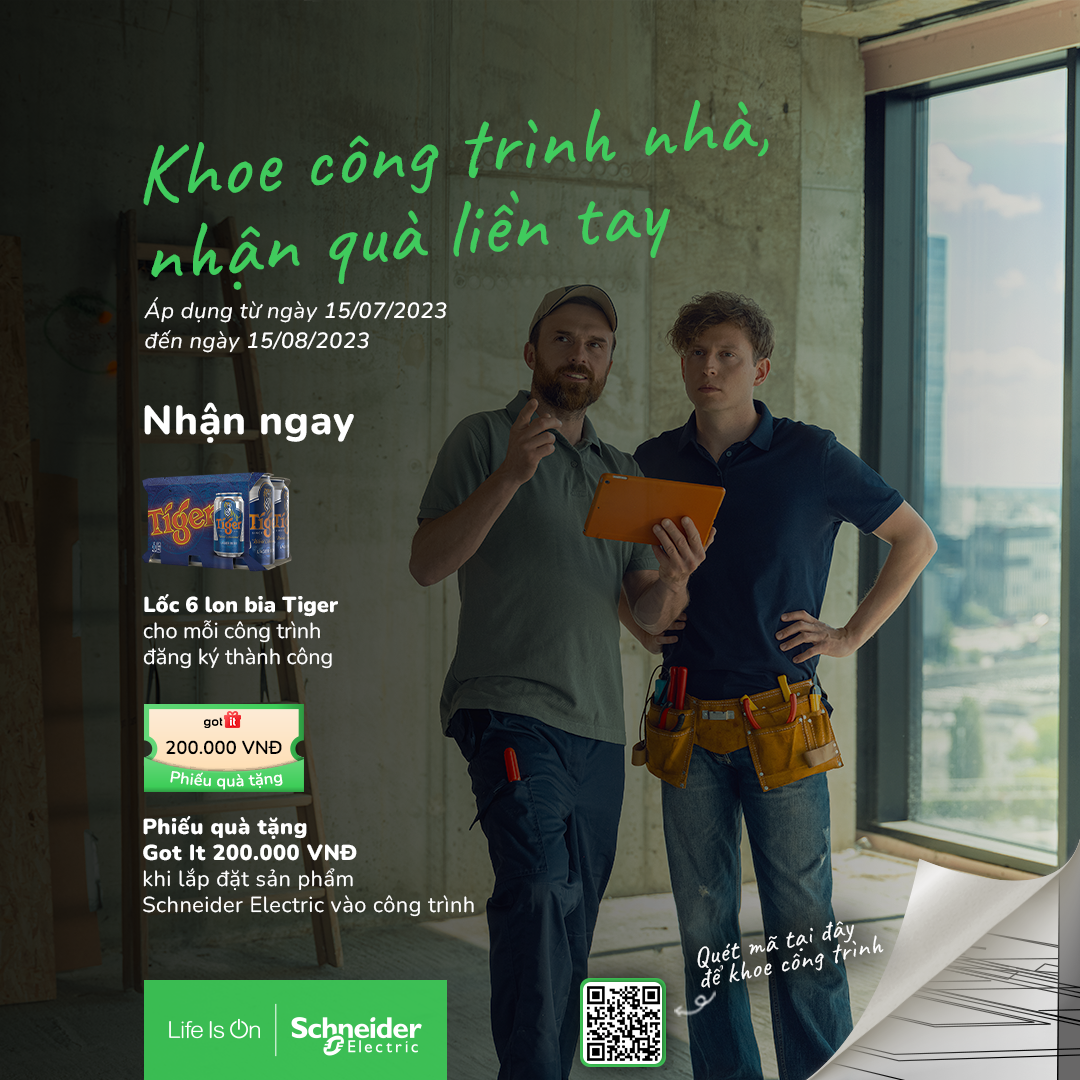 Khoe công trình nhà,
nhận quà liền tay
Áp dụng từ ngày 15/07/2023
đến ngày 15/08/2023
Nhận ngay
Tiger
Tiger
Tiger
Lốc 6 lon bia Tiger
cho mỗi công trình
đăng ký thành công
got it
200.000 VNĐ
Phiếu quà tặng
Phiếu quà tặng
Got It 200.000 VNĐ
khi lắp đặt sản phẩm
Schneider Electric vào công trình
Quét mã tại đây
để khoe công trình
Life Is On
Schneider
Electric